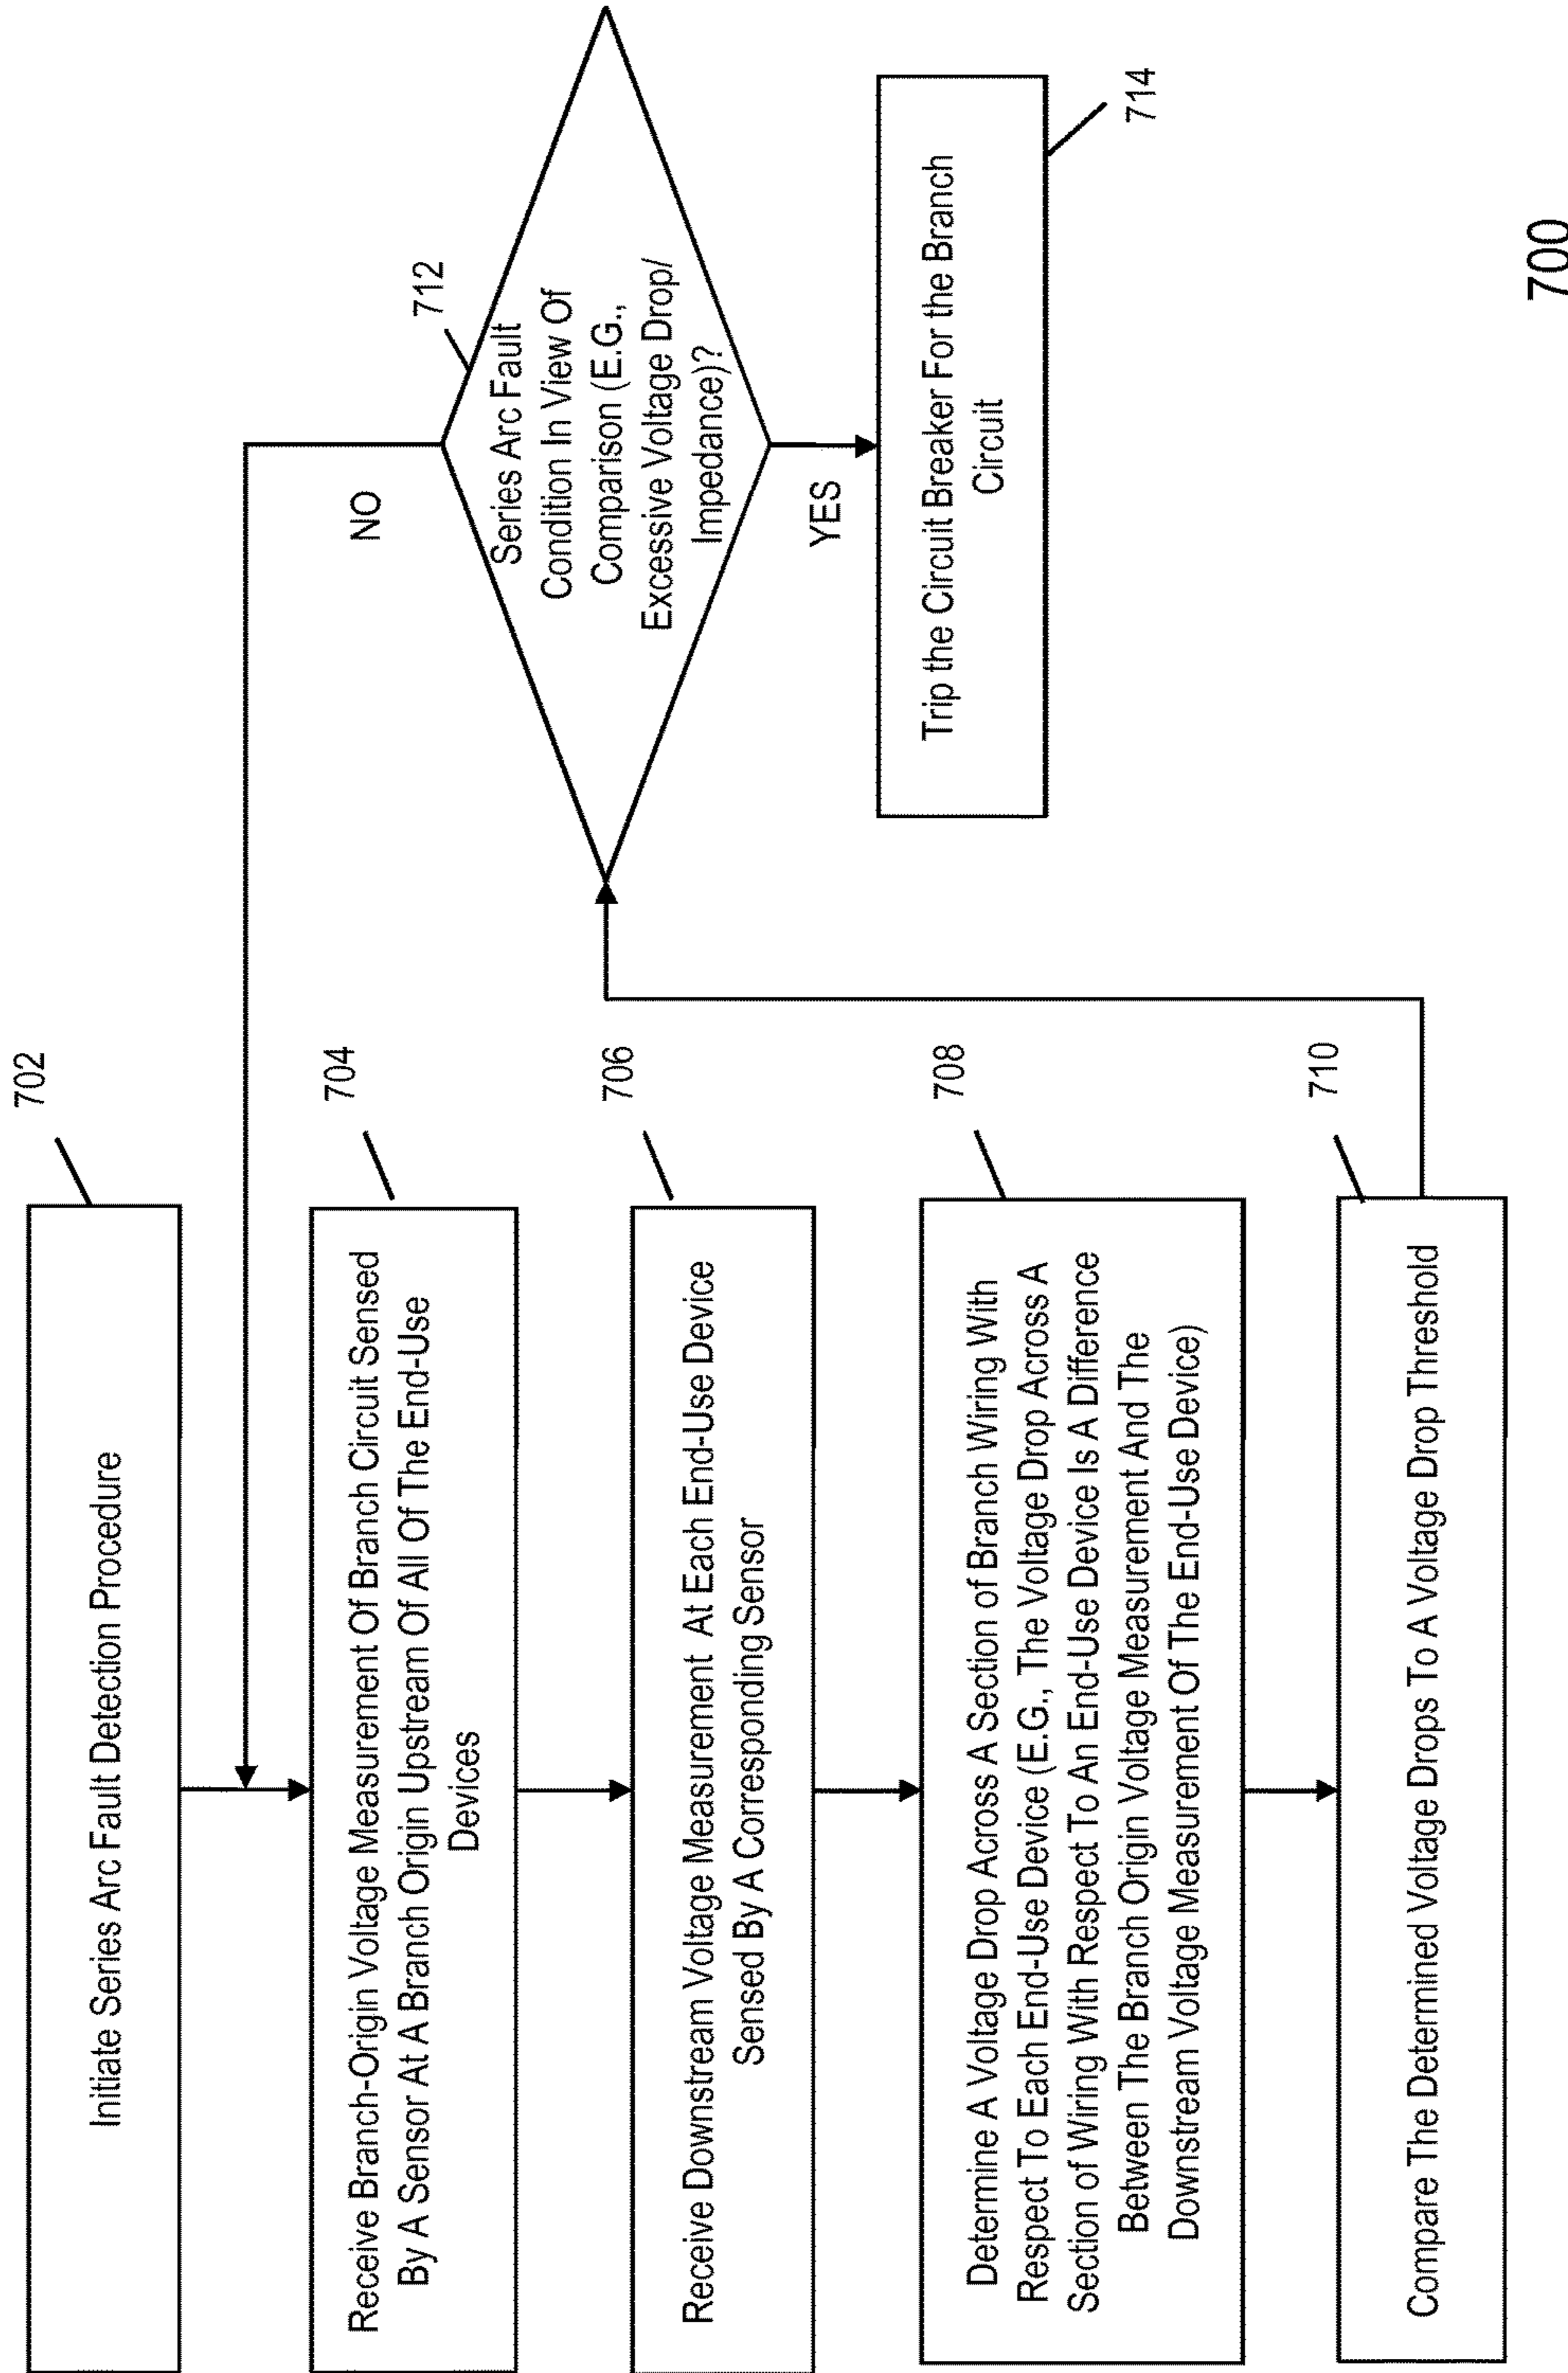 702
Initiate Series Arc Fault Detection Procedure
704
Receive Branch-Origin Voltage Measurement Of Branch Circuit Sensed
By A Sensor At A Branch Origin Upstream Of All Of The End-Use
Devices
706
Receive Downstream Voltage Measurement At Each End-Use Device
Sensed By A Corresponding Sensor
708
Determine A Voltage Drop Across A Section of Branch Wiring With
Respect To Each End-Use Device (E.G., The Voltage Drop Across A
Section of Wiring With Respect To An End-Use Device Is A Difference
Between The Branch Origin Voltage Measurement And The
Downstream Voltage Measurement Of The End-Use Device)
710
Compare The Determined Voltage Drops To A Voltage Drop Threshold
712
Series Arc Fault
Condition In View Of
Comparison (E.G.,
Excessive Voltage Drop/
Impedance)?
NO
YES
Trip the Circuit Breaker For the Branch
Circuit
714
700